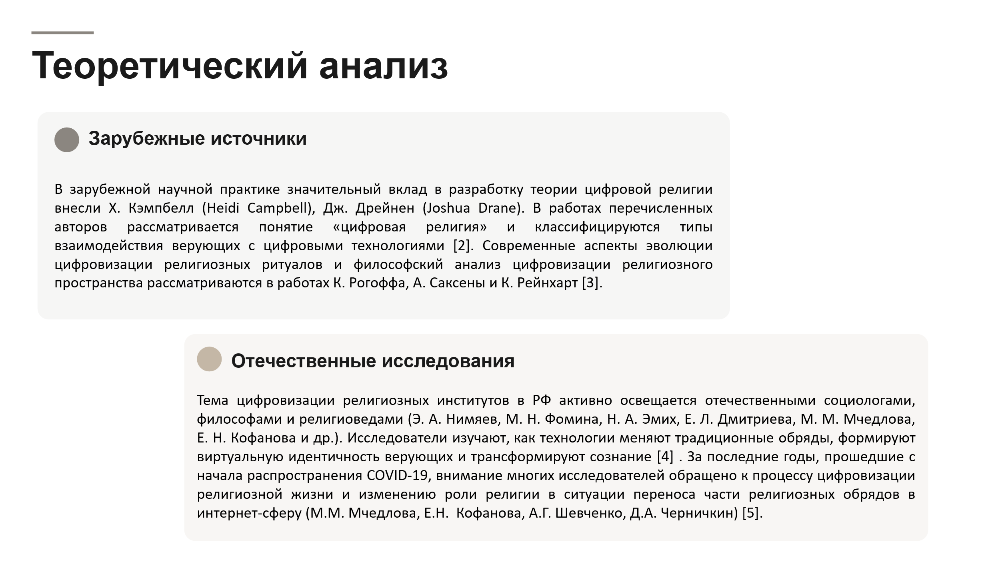 Теоретический анализ
Зарубежные источники
В зарубежной научной практике значительный вклад в разработку теории цифровой религии
внесли Х. Кэмпбелл (Heidi Campbell), Дж. Дрейнен (Joshua Drane). В работах перечисленных
авторов рассматривается понятие «цифровая религия» и классифицируются типы
взаимодействия верующих с цифровыми технологиями [2]. Современные аспекты эволюции
цифровизации религиозных ритуалов и философский анализ цифровизации религиозного
пространства рассматриваются в работах К. Рогоффа, А. Саксены и К. Рейнхарт [3].
Отечественные исследования
Тема цифровизации религиозных институтов в РФ активно освещается отечественными социологами,
философами и религиоведами (Э. А. Нимяев, М. Н. Фомина, Н. А. Эмих, Е. Л. Дмитриева, М. М. Мчедлова,
Е. Н. Кофанова и др.). Исследователи изучают, как технологии меняют традиционные обряды, формируют
виртуальную идентичность верующих и трансформируют сознание [4] . За последние годы, прошедшие с
начала распространения COVID-19, внимание многих исследователей обращено к процессу цифровизации
религиозной жизни и изменению роли религии в ситуации переноса части религиозных обрядов в
интернет-сферу (М.М. Мчедлова, Е.Н.  Кофанова, А.Г. Шевченко, Д.А. Черничкин) [5].